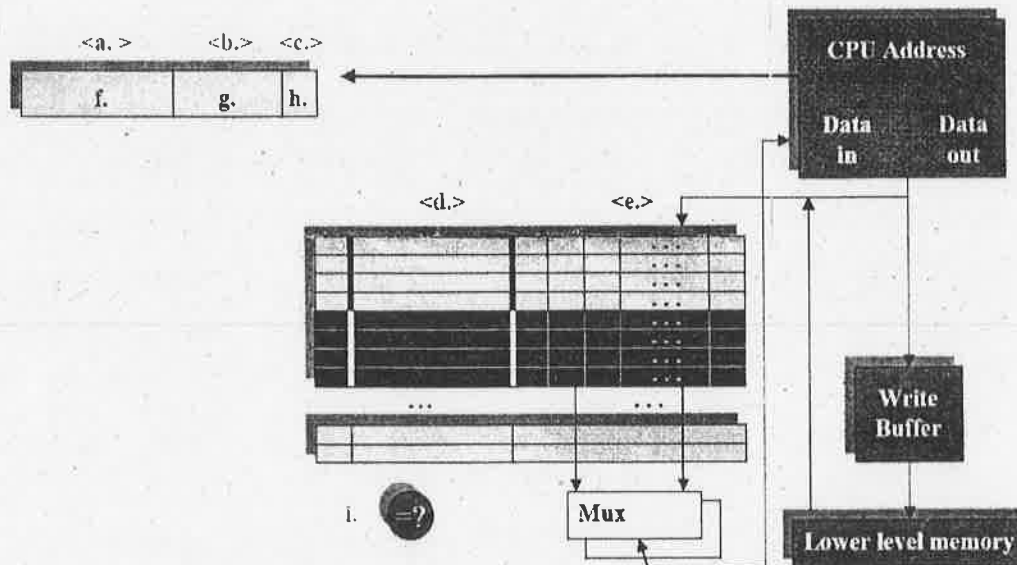 <a. > <b.> <c.>
f. g. h.
CPU Address
Data in
Data out
<d.> <e.>
...
...
...
...
...
...
...
...
... ...
Write
Buffer
i. =? Mux
Lower level memory